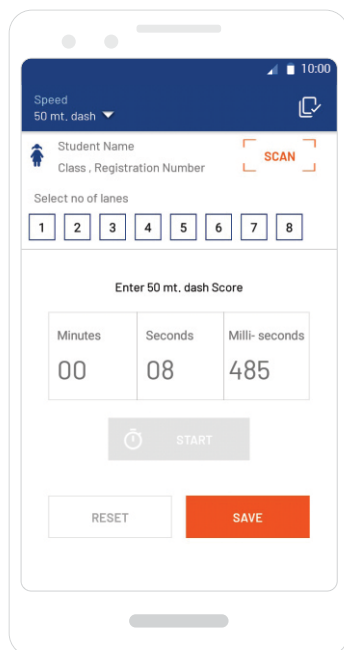 10:00
Speed
50 mt. dash
Student Name
Class , Registration Number
SCAN
Select no of lanes
1 2 3 4 5 6 7 8
Enter 50 mt. dash Score
Minutes Seconds Milli- seconds
00 08 485
START
RESET SAVE